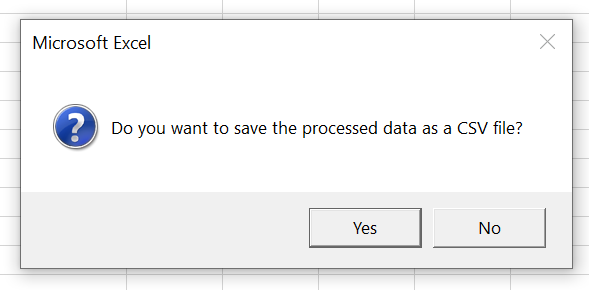 Microsoft Excel
Do you want to save the processed data as a CSV file?
Yes
No